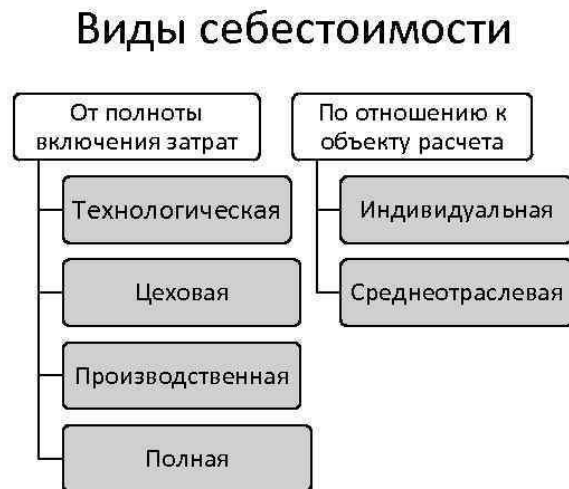 Виды себестоимости
От полноты
включения затрат
Технологическая
Цеховая
Производственная
Полная
По отношению к
объекту расчета
Индивидуальная
Среднеотраслевая